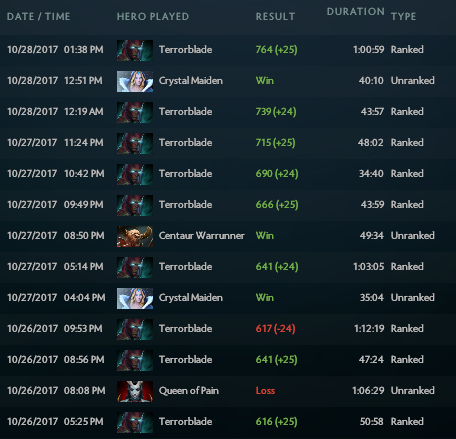 DATE / TIME HERO PLAYED RESULT DURATION TYPE
10/28/2017 01:38 PM Terrorblade 764 (+25) 1:00:59 Ranked
10/28/2017 12:51 PM Crystal Maiden Win 40:10 Unranked
10/28/2017 12:19 AM Terrorblade 739 (+24) 43:57 Ranked
10/27/2017 11:24 PM Terrorblade 715 (+25) 48:02 Ranked
10/27/2017 10:42 PM Terrorblade 690 (+24) 34:40 Ranked
10/27/2017 09:49 PM Terrorblade 666 (+25) 43:59 Ranked
10/27/2017 08:50 PM Centaur Warrunner Win 49:34 Unranked
10/27/2017 05:14 PM Terrorblade 641 (+24) 1:03:05 Ranked
10/27/2017 04:04 PM Crystal Maiden Win 35:04 Unranked
10/26/2017 09:53 PM Terrorblade 617 (-24) 1:12:19 Ranked
10/26/2017 08:56 PM Terrorblade 641 (+25) 47:24 Ranked
10/26/2017 08:08 PM Queen of Pain Loss 1:06:29 Unranked
10/26/2017 05:25 PM Terrorblade 616 (+25) 50:58 Ranked